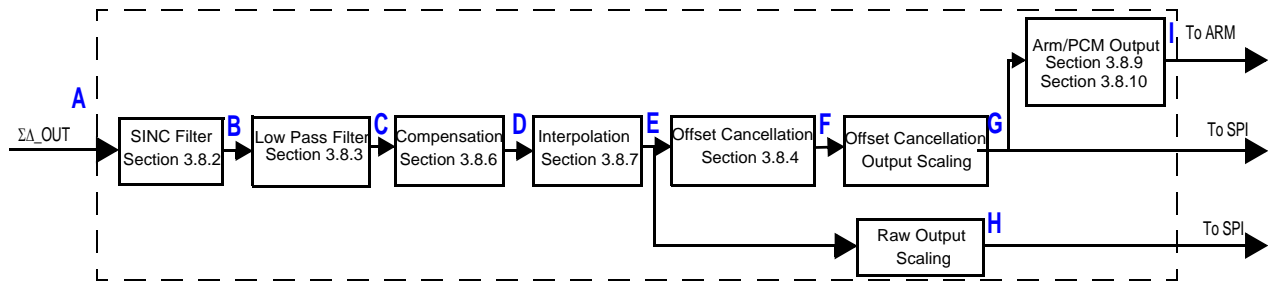 A
ΣΔ_OUT
SINC Filter
Section 3.8.2
B
Low Pass Filter
Section 3.8.3
C
Compensation
Section 3.8.6
D
Interpolation
Section 3.8.7
E
Offset Cancellation
Section 3.8.4
F
Offset Cancellation
Output Scaling
G
Arm/PCM Output
Section 3.8.9
Section 3.8.10
I
To ARM
To SPI
Raw Output
Scaling
H
To SPI